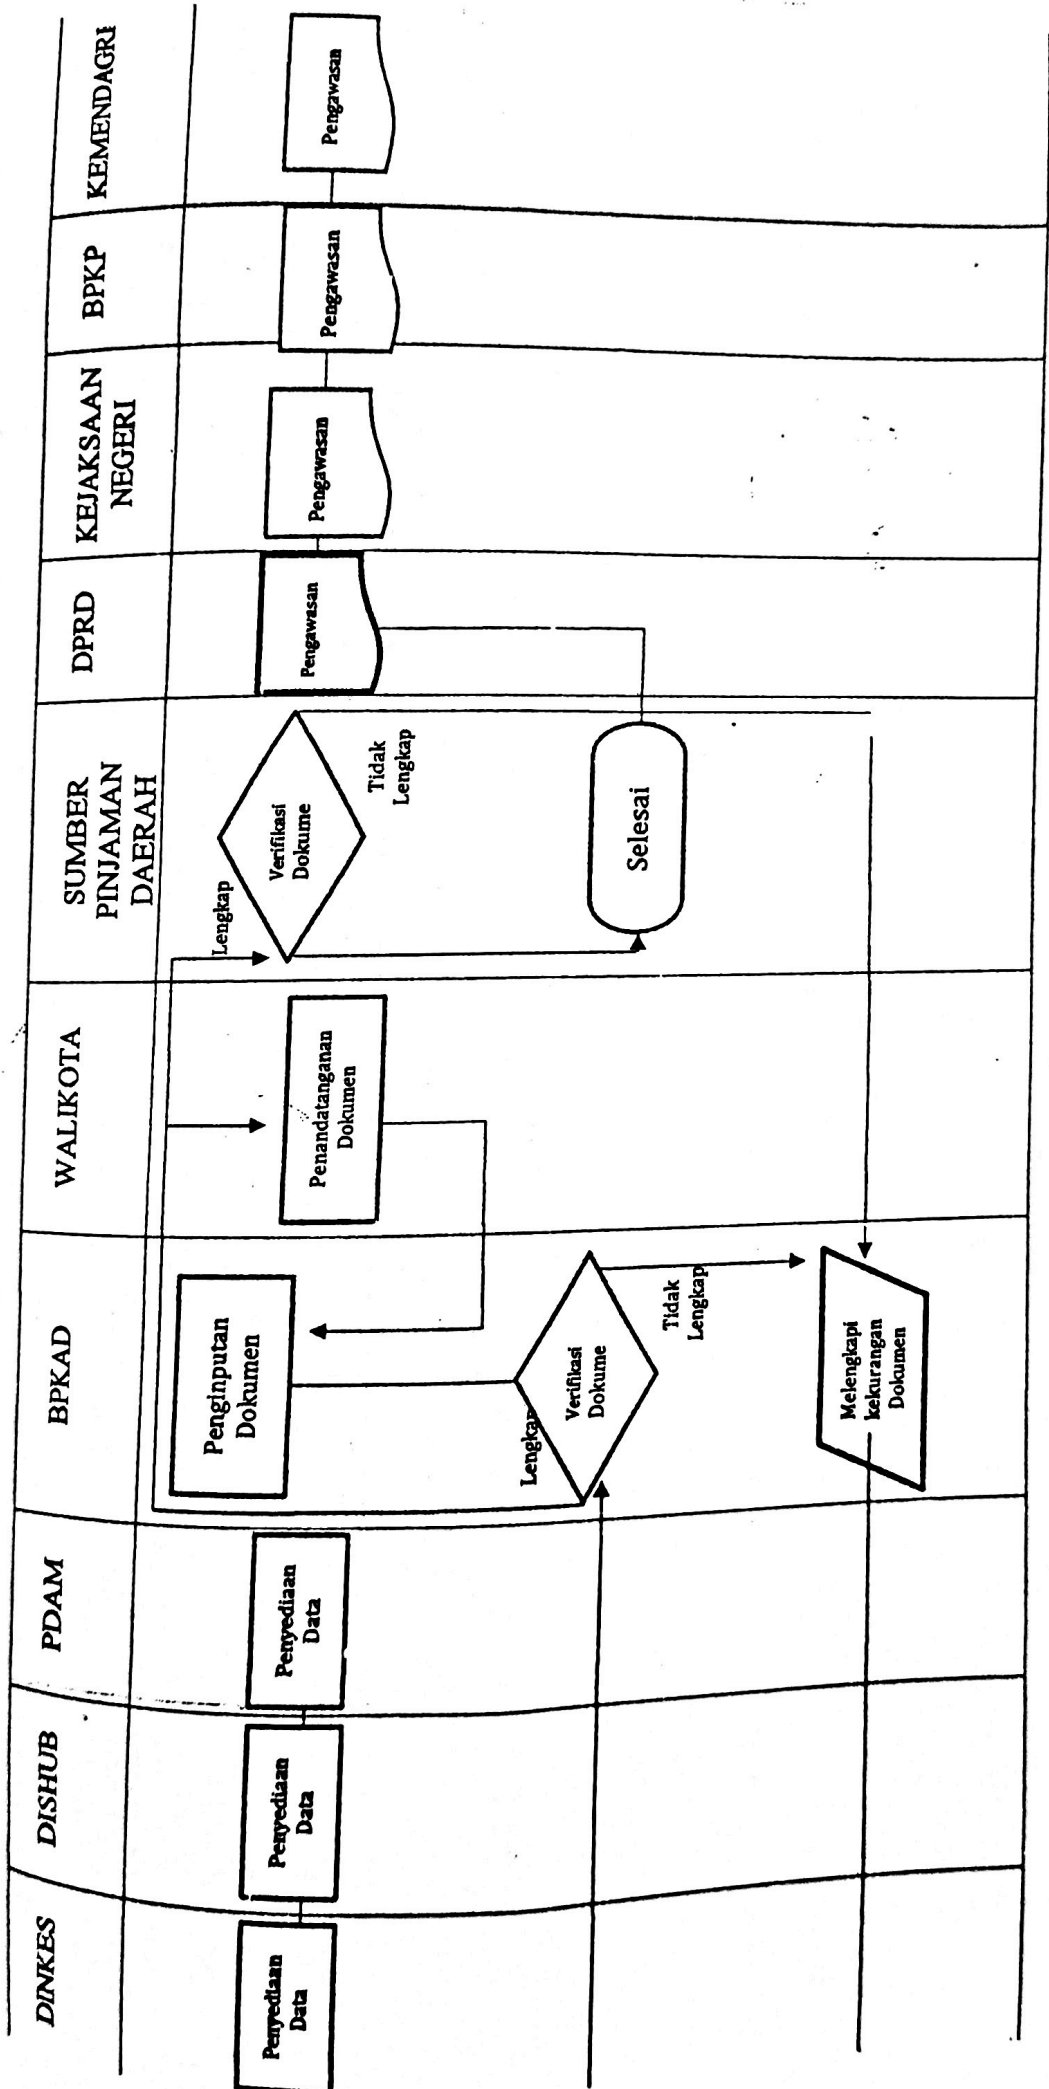 DINKES
DISHUB
PDAM
BPKAD
WALIKOTA
SUMBER
PINJAMAN
DAERAH
DPRD
KEJAKSAAN
NEGERI
BPKP
KEMENDAGRI
Penyediaan
Data
Penyediaan
Data
Penyediaan
Data
Penginputan
Dokumen
Penandatanganan
Dokumen
Lengkap
Verifikasi
Dokume
Tidak
Lengkap
Pengawasan
Pengawasan
Pengawasan
Pengawasan
Lengkap
Verifikasi
Dokume
Tidak
Lengkap
Selesai
Melengkapi
kekurangan
Dokumen